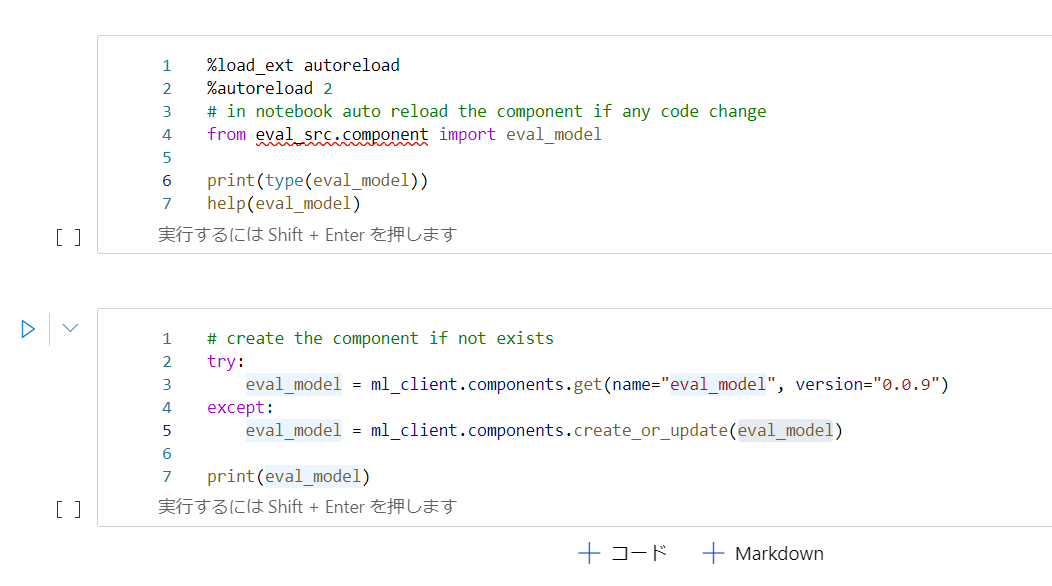 1 %load_ext autoreload
2 %autoreload 2
3 # in notebook auto reload the component if any code change
4 from eval_src.component import eval_model
5
6 print(type(eval_model))
7 help(eval_model)
[ ] 実行するには Shift + Enter を押します
1 # create the component if not exists
2 try:
3     eval_model = ml_client.components.get(name="eval_model", version="0.0.9")
4 except:
5     eval_model = ml_client.components.create_or_update(eval_model)
6
7 print(eval_model)
[ ] 実行するには Shift + Enter を押します
+ コード + Markdown